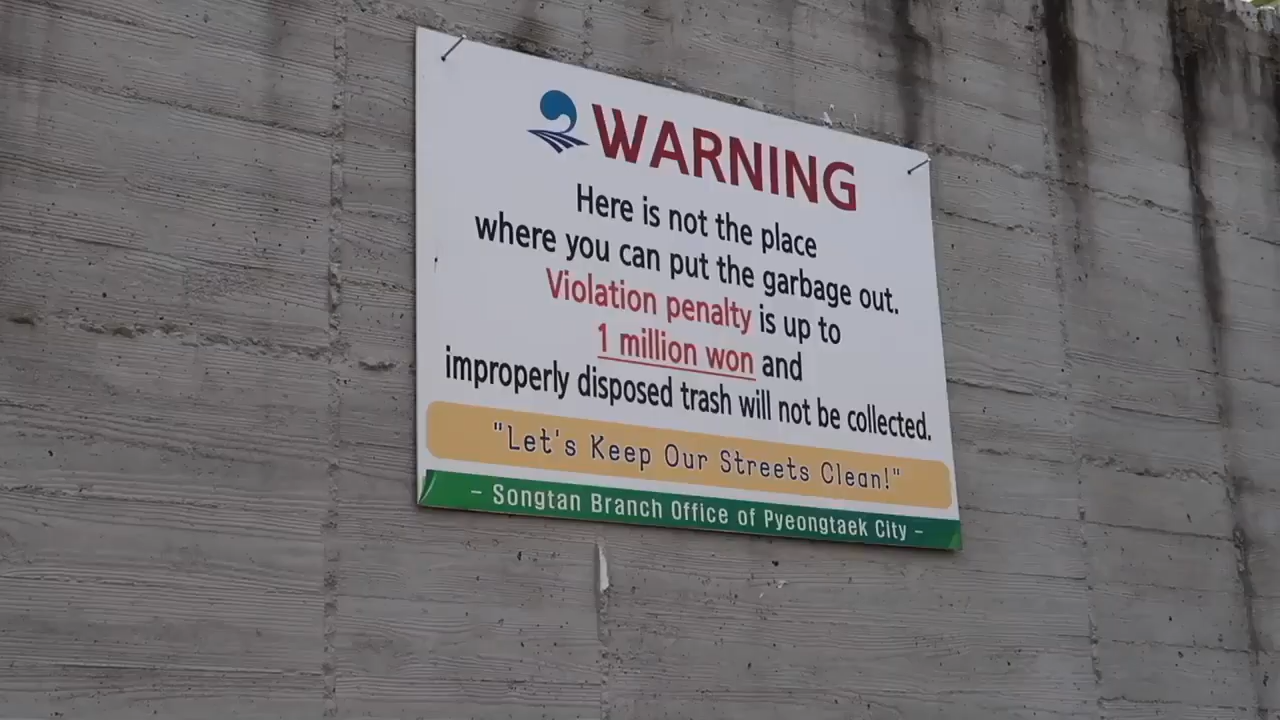 WARNING
Here is not the place
where you can put the garbage out.
Violation penalty is up to
1 million won and
improperly disposed trash will not be collected.
"Let's Keep Our Streets Clean!"
- Songtan Branch Office of Pyeongtaek City -